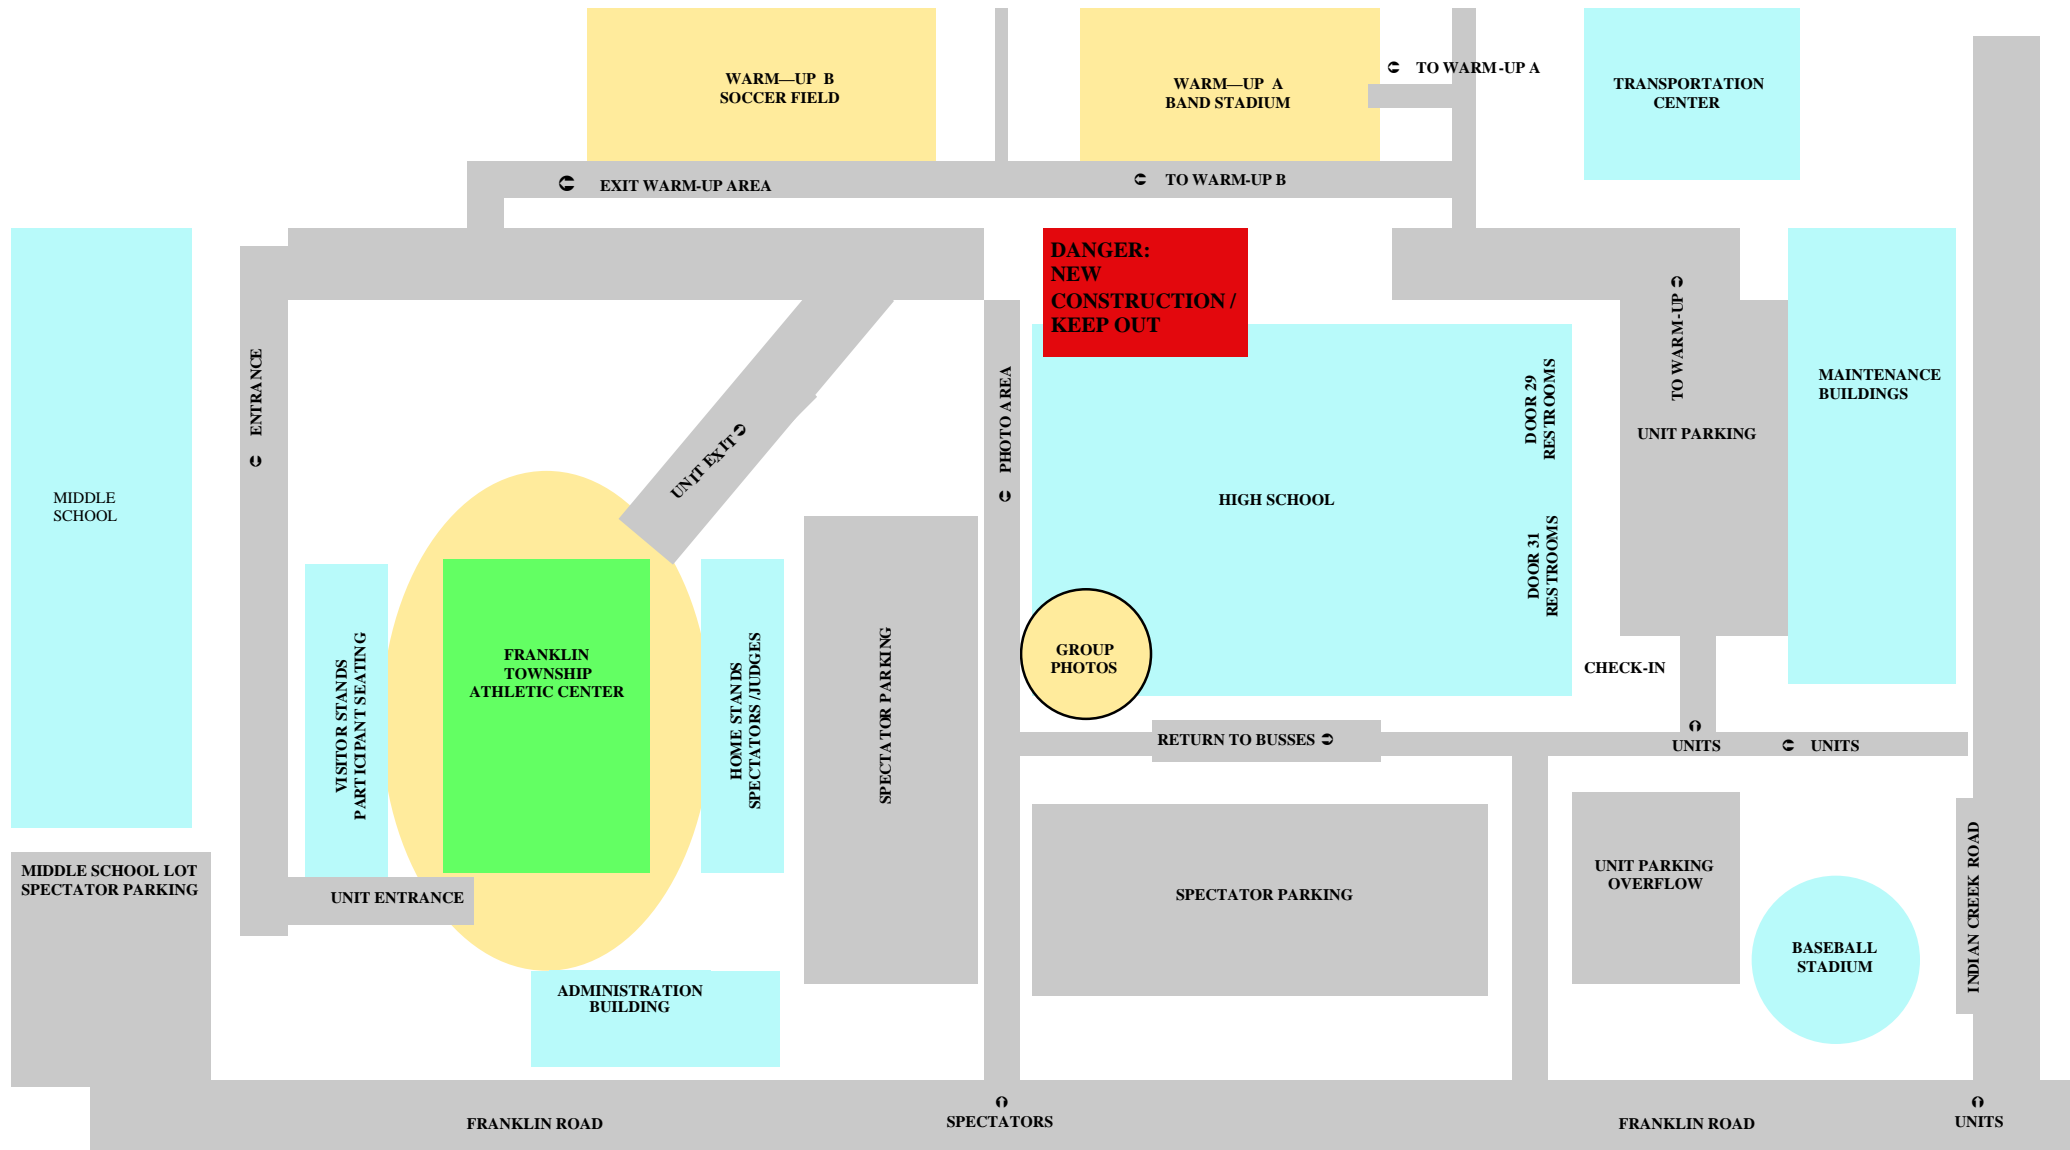 WARM—UP B
SOCCER FIELD
WARM—UP A
BAND STADIUM
TO WARM-UP A
TRANSPORTATION
CENTER
EXIT WARM-UP AREA
TO WARM-UP B
DANGER:
NEW
CONSTRUCTION /
KEEP OUT
TO WARM-UP
ENTRANCE
PHOTO AREA
DOOR 29
RESTROOMS
MAINTENANCE
BUILDINGS
UNIT PARKING
UNIT EXIT
MIDDLE
SCHOOL
HIGH SCHOOL
DOOR 31
RESTROOMS
FRANKLIN
TOWNSHIP
ATHLETIC CENTER
VISITOR STANDS
PARTICIPANT SEATING
HOME STANDS
SPECTATORS /JUDGES
SPECTATOR PARKING
GROUP
PHOTOS
CHECK-IN
RETURN TO BUSSES
UNITS
UNITS
MIDDLE SCHOOL LOT
SPECTATOR PARKING
UNIT ENTRANCE
SPECTATOR PARKING
UNIT PARKING
OVERFLOW
INDIAN CREEK ROAD
BASEBALL
STADIUM
ADMINISTRATION
BUILDING
FRANKLIN ROAD
SPECTATORS
FRANKLIN ROAD
UNITS